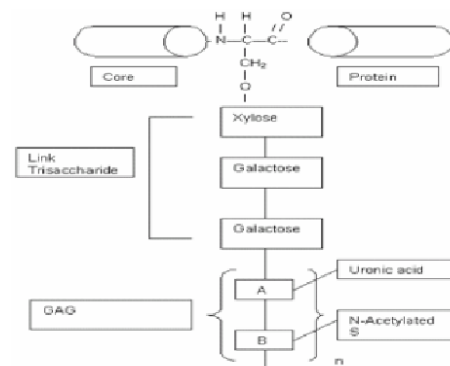 H H O
N C C
CH2
O
Core
Protein
Xylose
Link
Trisaccharide
Galactose
Galactose
A
Uronic acid
GAG
B
N-Acetylated
S
n